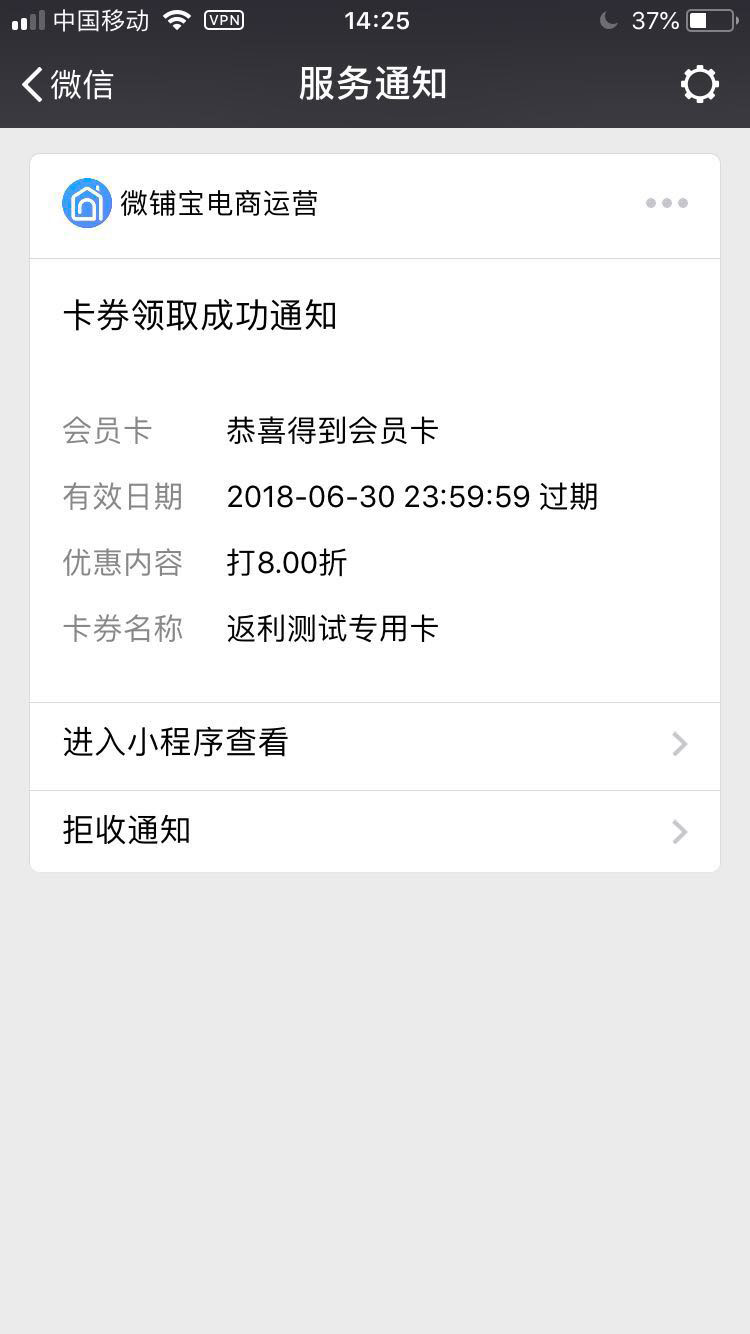 中国移动 VPN 14:25 37%
微信 服务通知
微铺宝电商运营
卡券领取成功通知
会员卡 恭喜得到会员卡
有效日期 2018-06-30 23:59:59 过期
优惠内容 打8.00折
卡券名称 返利测试专用卡
进入小程序查看
拒收通知